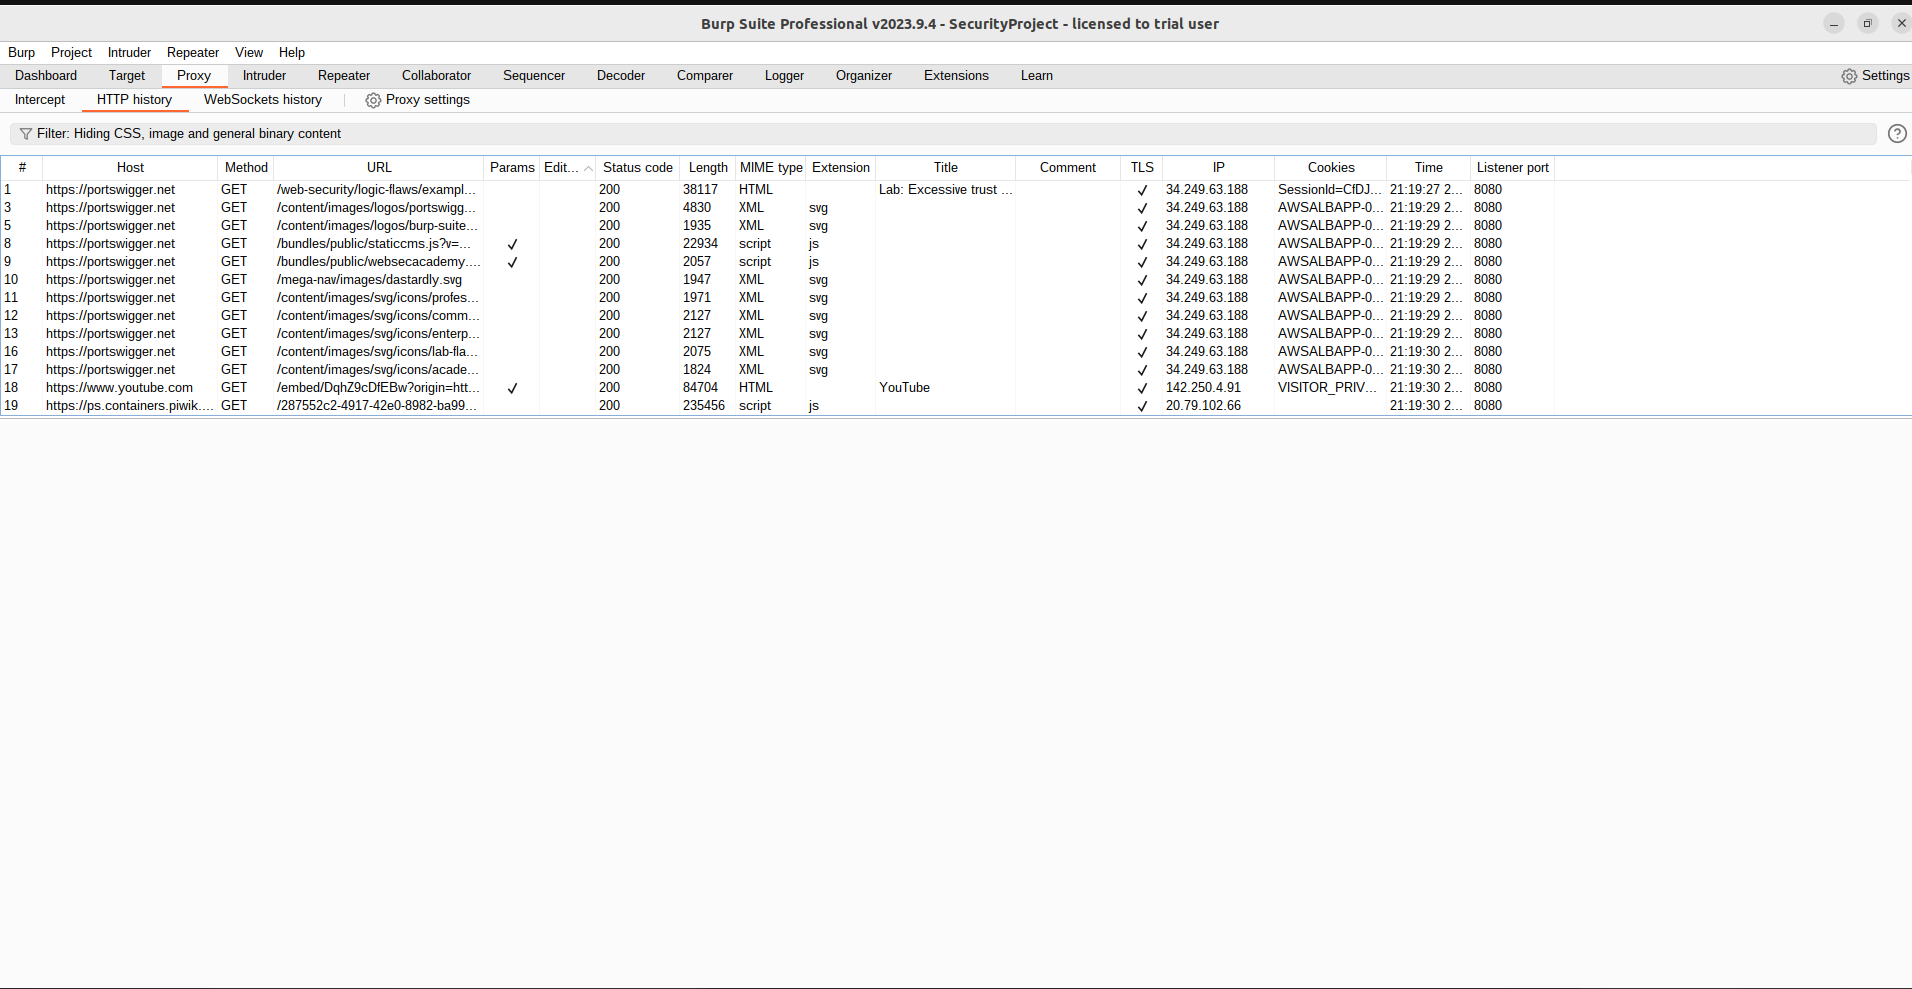 Burp Suite Professional v2023.9.4 - SecurityProject - licensed to trial user
Burp Project Intruder Repeater View Help
Dashboard Target Proxy Intruder Repeater Collaborator Sequencer Decoder Comparer Logger Organizer Extensions Learn Settings
Intercept HTTP history WebSockets history Proxy settings
Filter: Hiding CSS, image and general binary content
# Host Method URL Params Edit... Status code Length MIME type Extension Title Comment TLS IP Cookies Time Listener port
1 https://portswigger.net GET /web-security/logic-flaws/exampl... 200 38117 HTML Lab: Excessive trust ... ✓ 34.249.63.188 SessionId=CfDJ... 21:19:27 2... 8080
3 https://portswigger.net GET /content/images/logos/portswigg... 200 4830 XML svg ✓ 34.249.63.188 AWSALBAPP-0... 21:19:29 2... 8080
5 https://portswigger.net GET /content/images/logos/burp-suite... 200 1935 XML svg ✓ 34.249.63.188 AWSALBAPP-0... 21:19:29 2... 8080
8 https://portswigger.net GET /bundles/public/staticcms.js?v=... ✓ 200 22934 script js ✓ 34.249.63.188 AWSALBAPP-0... 21:19:29 2... 8080
9 https://portswigger.net GET /bundles/public/websecacademy.... ✓ 200 2057 script js ✓ 34.249.63.188 AWSALBAPP-0... 21:19:29 2... 8080
10 https://portswigger.net GET /mega-nav/images/dastardly.svg 200 1947 XML svg ✓ 34.249.63.188 AWSALBAPP-0... 21:19:29 2... 8080
11 https://portswigger.net GET /content/images/svg/icons/profes... 200 1971 XML svg ✓ 34.249.63.188 AWSALBAPP-0... 21:19:29 2... 8080
12 https://portswigger.net GET /content/images/svg/icons/comm... 200 2127 XML svg ✓ 34.249.63.188 AWSALBAPP-0... 21:19:29 2... 8080
13 https://portswigger.net GET /content/images/svg/icons/enterp... 200 2127 XML svg ✓ 34.249.63.188 AWSALBAPP-0... 21:19:29 2... 8080
16 https://portswigger.net GET /content/images/svg/icons/lab-fla... 200 2075 XML svg ✓ 34.249.63.188 AWSALBAPP-0... 21:19:30 2... 8080
17 https://portswigger.net GET /content/images/svg/icons/acade... 200 1824 XML svg ✓ 34.249.63.188 AWSALBAPP-0... 21:19:30 2... 8080
18 https://www.youtube.com GET /embed/DqhZ9cDfEBw?origin=htt... ✓ 200 84704 HTML YouTube ✓ 142.250.4.91 VISITOR_PRIV... 21:19:30 2... 8080
19 https://ps.containers.piwik.... GET /287552c2-4917-42e0-8982-ba99... 200 235456 script js ✓ 20.79.102.66 21:19:30 2... 8080